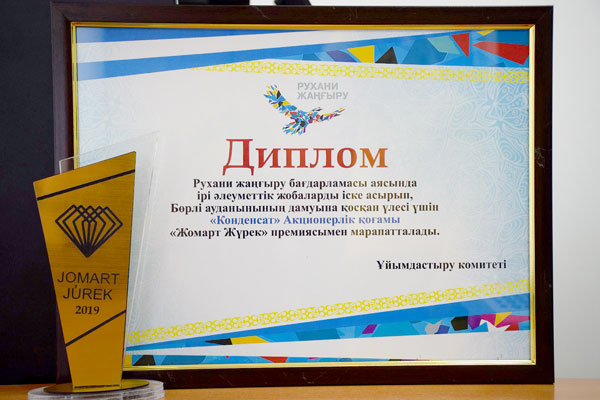 РУХАНИ
ЖАҢҒЫРУ
Диплом
Рухани жаңғыру бағдарламасы аясында
ірі әлеуметтік жобаларды іске асырып,
Бөрлі ауданынының дамуына қосқан үлесі үшін
«Конденсат» Акционерлік қоғамы
«Жомарт Жүрек» премиясымен марапатталады.
Ұйымдастыру комитеті
JOMART
JÚREK
2019